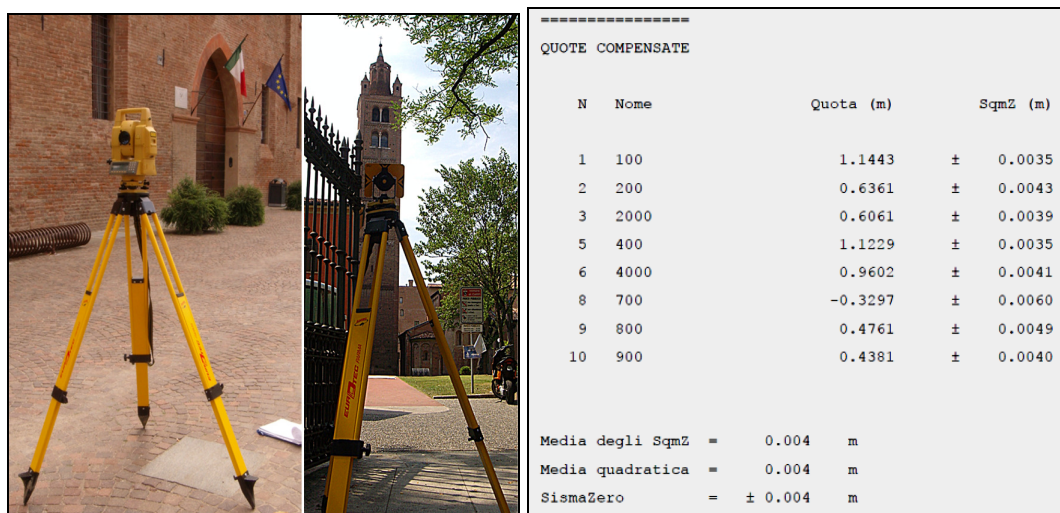 ================
QUOTE COMPENSATE
N Nome Quota (m) SqmZ (m)
1 100 1.1443 ± 0.0035
2 200 0.6361 ± 0.0043
3 2000 0.6061 ± 0.0039
5 400 1.1229 ± 0.0035
6 4000 0.9602 ± 0.0041
8 700 -0.3297 ± 0.0060
9 800 0.4761 ± 0.0049
10 900 0.4381 ± 0.0040
Media degli SqmZ = 0.004 m
Media quadratica = 0.004 m
SismaZero = ± 0.004 m